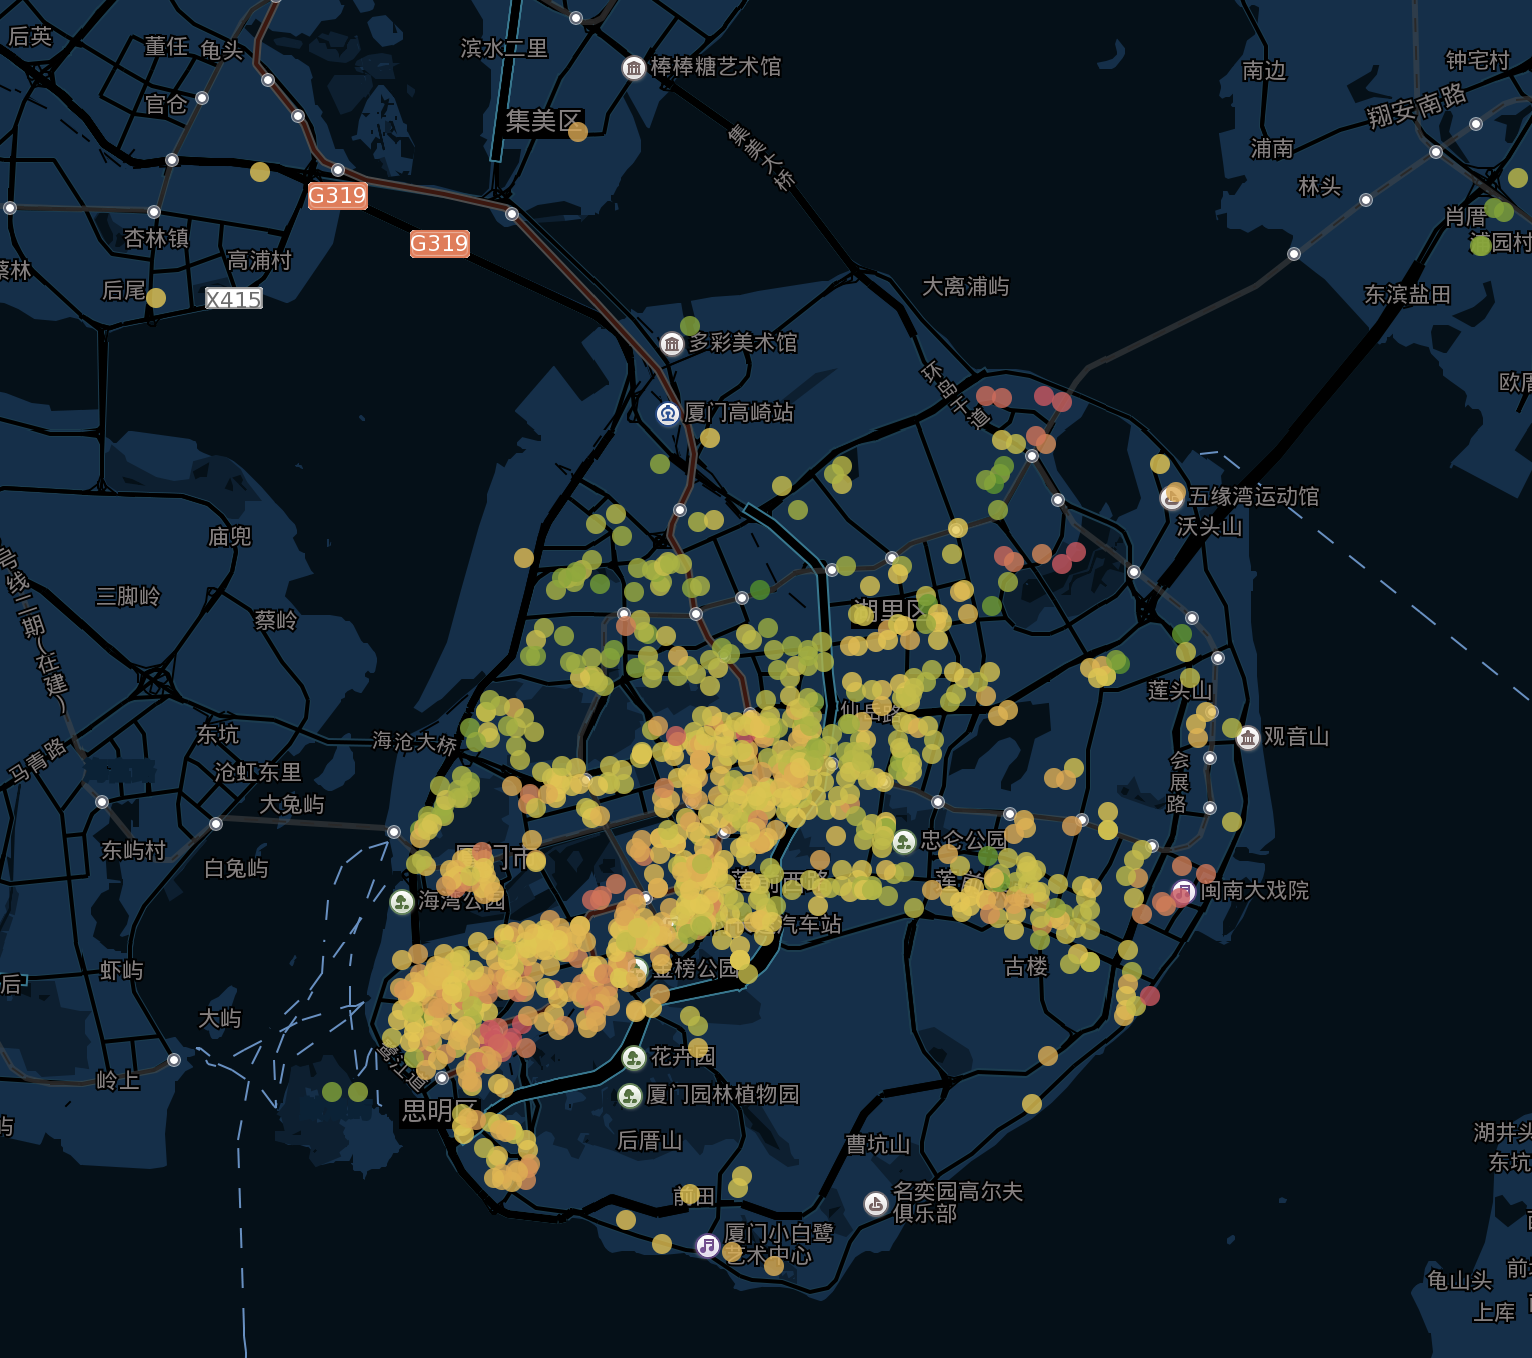 后英
董任
龟头
滨水二里
棒棒糖艺术馆
南边
钟宅村
官仓
集美区
集美大桥
翔安南路
浦南
林头
G319
肖厝
杏林镇
G319
高浦村
蔡林
后尾
X415
大离浦屿
东滨盐田
多彩美术馆
环岛干道
厦门高崎站
五缘湾运动馆
沃头山
庙兜
号线二期(在建)
三脚岭
蔡岭
湖里区
莲头山
仙岳路
东坑
海沧大桥
观音山
马青路
沧虹东里
会展路
大兔屿
东屿村
忠仑公园
厦门市
白兔屿
莲前西路
海湾公园
闽南大戏院
汽车站
虾屿
后
金榜公园
古楼
大屿
鹭江道
花卉园
岭上
厦门园林植物园
思明区
屿
后厝山
曹坑山
湖井头
东坑
前田
名奕园高尔夫
俱乐部
厦门小白鹭
艺术中心
龟山头
上库